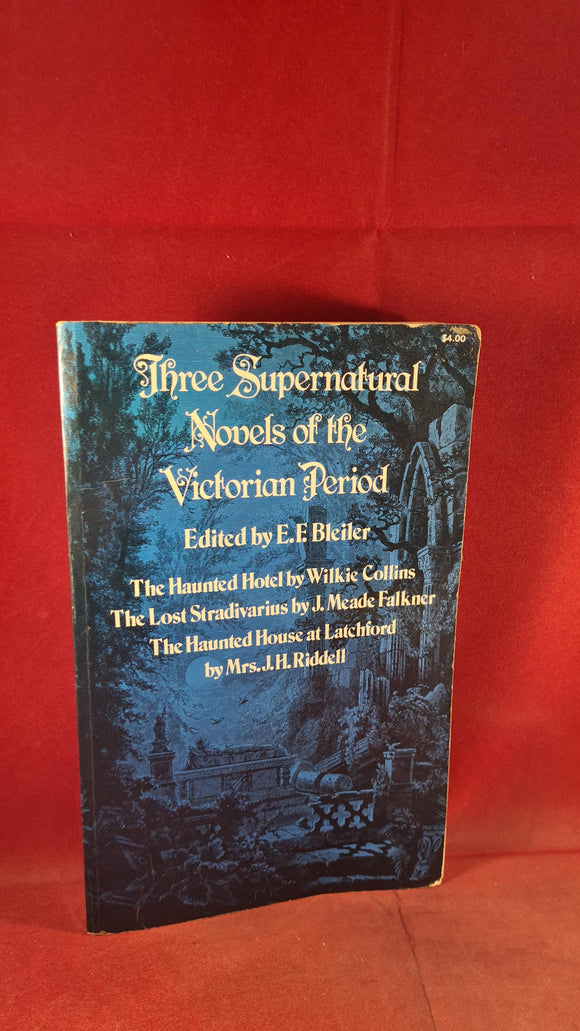 $4.00
Three Supernatural
Novels of the
Victorian Period
Edited by E.F. Bleiler
The Haunted Hotel by Wilkie Collins
The Lost Stradivarius by J. Meade Falkner
The Haunted House at Latchford
by Mrs. J.H. Riddell